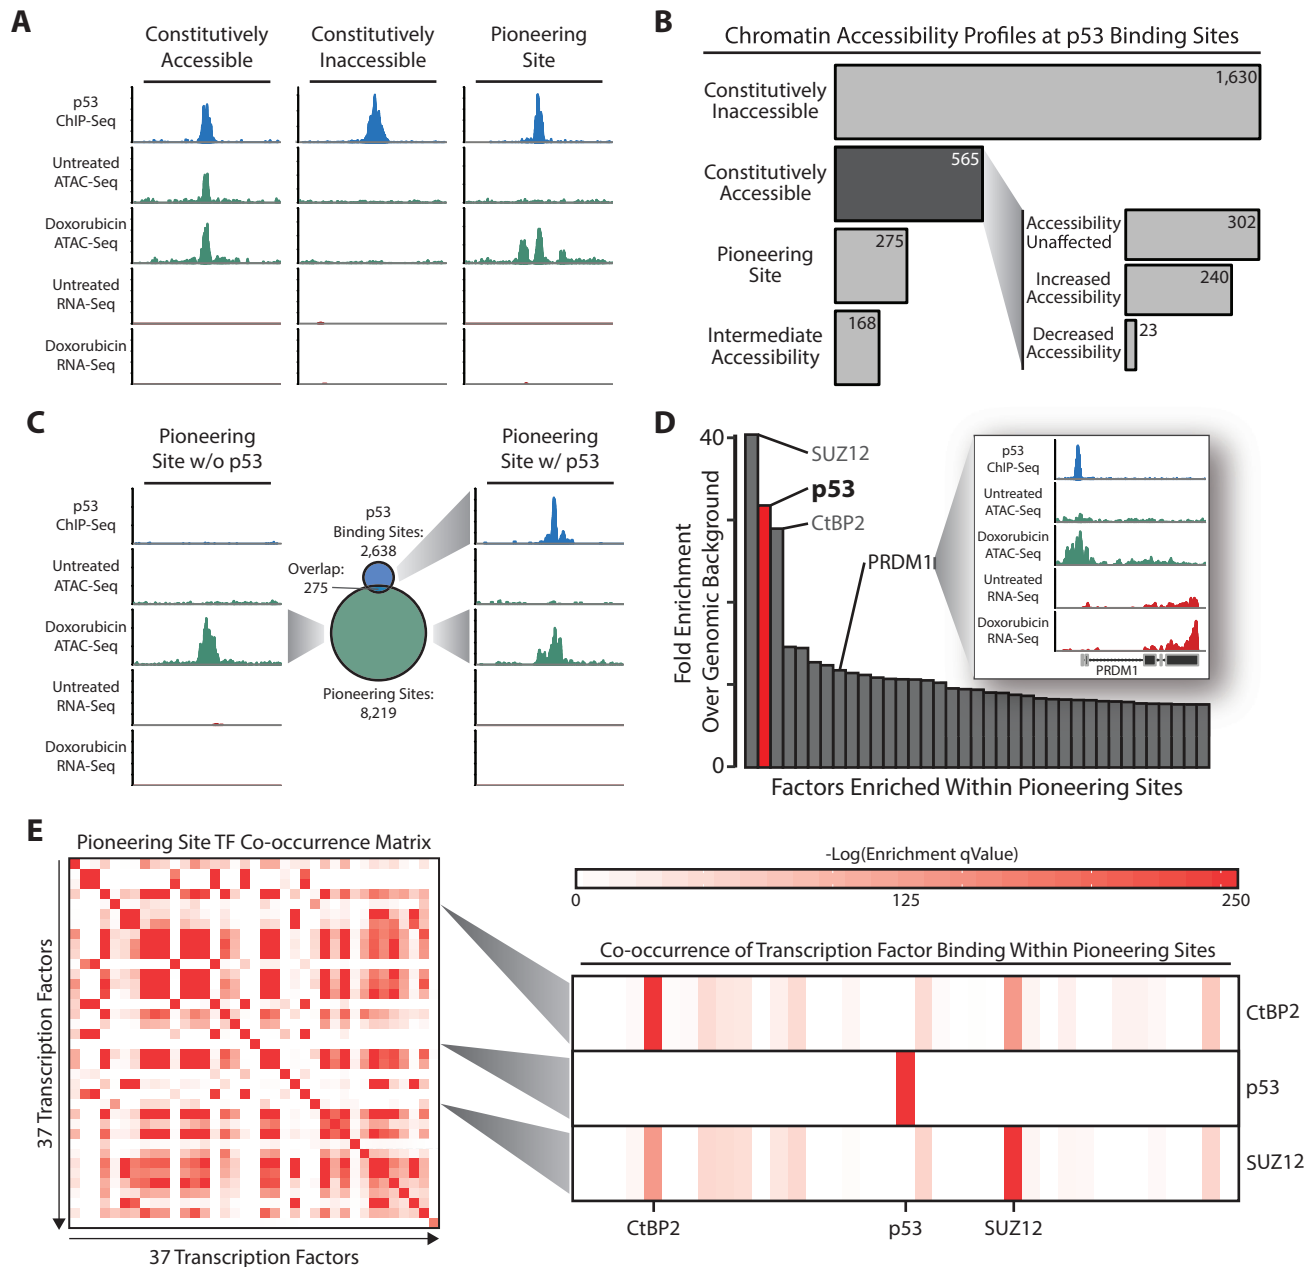 A
Constitutively
Accessible
Constitutively
Inaccessible
Pioneering
Site
p53
ChIP-Seq
Untreated
ATAC-Seq
Doxorubicin
ATAC-Seq
Untreated
RNA-Seq
Doxorubicin
RNA-Seq
B
Chromatin Accessibility Profiles at p53 Binding Sites
Constitutively
Inaccessible
1,630
Constitutively
Accessible
565
Pioneering
Site
275
Intermediate
Accessibility
168
Accessibility
Unaffected
302
Increased
Accessibility
240
Decreased
Accessibility
23
C
Pioneering
Site w/o p53
Pioneering
Site w/ p53
p53
ChIP-Seq
Untreated
ATAC-Seq
Doxorubicin
ATAC-Seq
Untreated
RNA-Seq
Doxorubicin
RNA-Seq
p53
Binding Sites:
2,638
Overlap:
275
Pioneering Sites:
8,219
D
Fold Enrichment
Over Genomic Background
40
0
SUZ12
p53
CtBP2
PRDM1
Factors Enriched Within Pioneering Sites
p53
ChIP-Seq
Untreated
ATAC-Seq
Doxorubicin
ATAC-Seq
Untreated
RNA-Seq
Doxorubicin
RNA-Seq
PRDM1
E
Pioneering Site TF Co-occurrence Matrix
37 Transcription Factors
37 Transcription Factors
-Log(Enrichment qValue)
0
125
250
Co-occurrence of Transcription Factor Binding Within Pioneering Sites
CtBP2
p53
SUZ12
CtBP2
p53
SUZ12